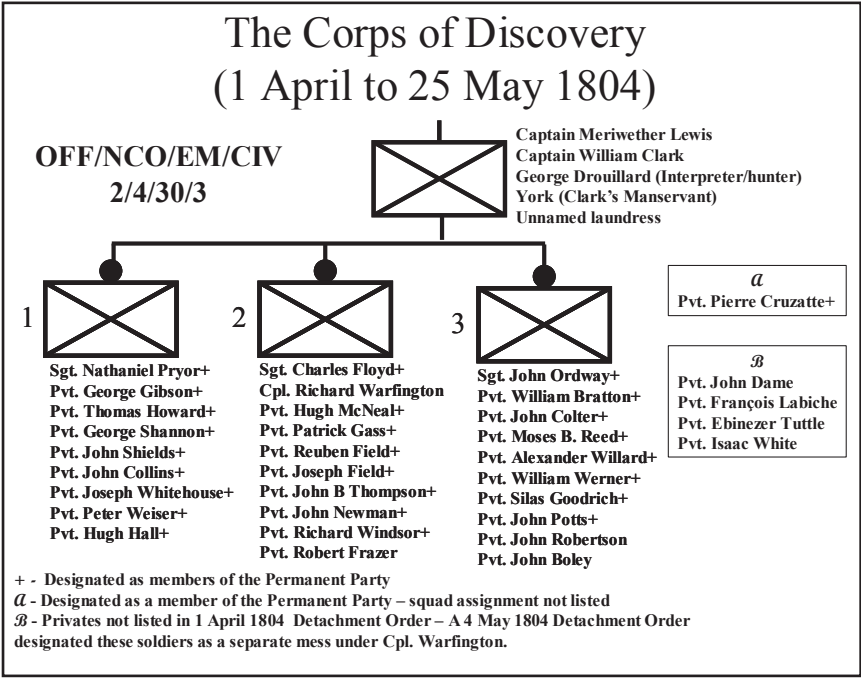 The Corps of Discovery
(1 April to 25 May 1804)
OFF/NCO/EM/CIV
2/4/30/3
Captain Meriwether Lewis
Captain William Clark
George Drouillard (Interpreter/hunter)
York (Clark's Manservant)
Unnamed laundress
1
Sgt. Nathaniel Pryor+
Pvt. George Gibson+
Pvt. Thomas Howard+
Pvt. George Shannon+
Pvt. John Shields+
Pvt. John Collins+
Pvt. Joseph Whitehouse+
Pvt. Peter Weiser+
Pvt. Hugh Hall+
2
Sgt. Charles Floyd+
Cpl. Richard Warfington
Pvt. Hugh McNeal+
Pvt. Patrick Gass+
Pvt. Reuben Field+
Pvt. Joseph Field+
Pvt. John B Thompson+
Pvt. John Newman+
Pvt. Richard Windsor+
Pvt. Robert Frazer
3
Sgt. John Ordway+
Pvt. William Bratton+
Pvt. John Colter+
Pvt. Moses B. Reed+
Pvt. Alexander Willard+
Pvt. William Werner+
Pvt. Silas Goodrich+
Pvt. John Potts+
Pvt. John Robertson
Pvt. John Boley
A
Pvt. Pierre Cruzatte+
B
Pvt. John Dame
Pvt. François Labiche
Pvt. Ebinezer Tuttle
Pvt. Isaac White
+ - Designated as members of the Permanent Party
A - Designated as a member of the Permanent Party – squad assignment not listed
B - Privates not listed in 1 April 1804 Detachment Order – A 4 May 1804 Detachment Order
designated these soldiers as a separate mess under Cpl. Warfington.